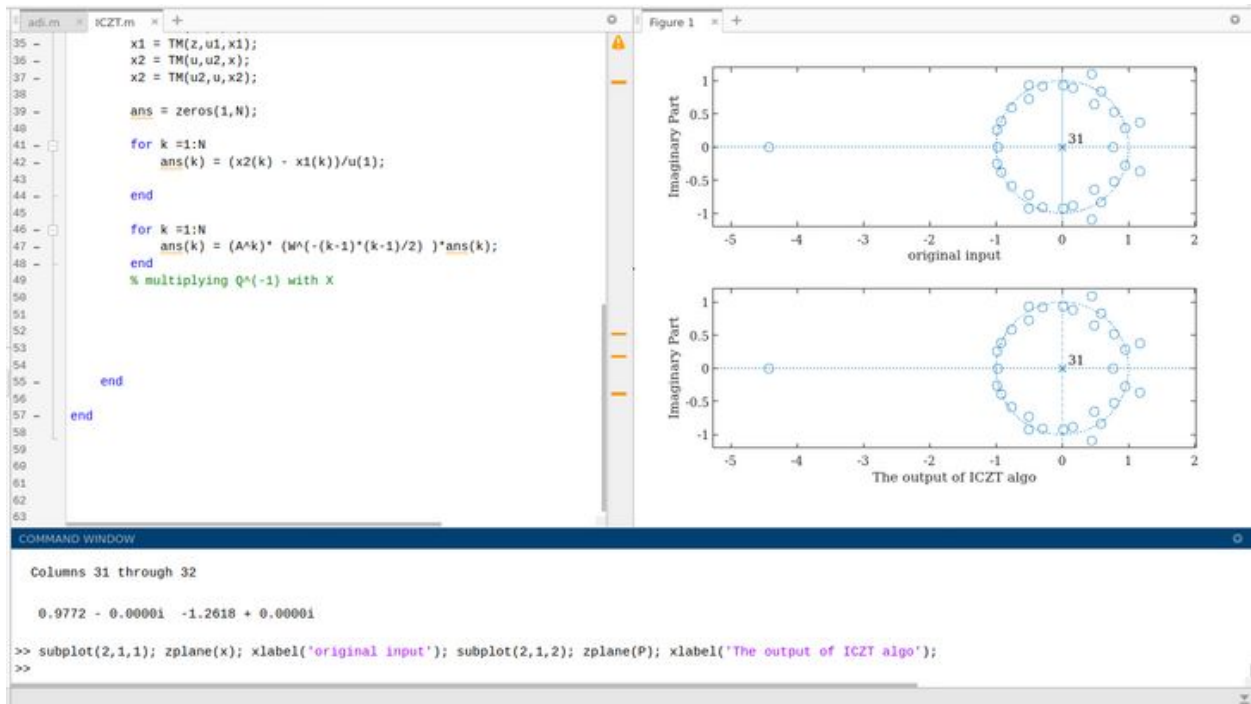 adi.m × ICZT.m × +
35 – x1 = TM(z,u1,x1);
36 – x2 = TM(u,u2,x);
37 – x2 = TM(u2,u,x2);
38
39 – ans = zeros(1,N);
40
41 – for k =1:N
42 – ans(k) = (x2(k) - x1(k))/u(1);
43
44 – end
45
46 – for k =1:N
47 – ans(k) = (A^k)* (W^(-(k-1)*(k-1)/2) )*ans(k);
48 – end
49 % multiplying Q^(-1) with X
50
51
52
53
54
55 – end
56
57 – end
58
59
60
61
62
63
Figure 1 × +
Imaginary Part
1
0.5
0
-0.5
-1
31
-5 -4 -3 -2 -1 0 1 2
original input
Imaginary Part
1
0.5
0
-0.5
-1
31
-5 -4 -3 -2 -1 0 1 2
The output of ICZT algo
COMMAND WINDOW
Columns 31 through 32
0.9772 - 0.0000i -1.2618 + 0.0000i
>> subplot(2,1,1); zplane(x); xlabel('original input'); subplot(2,1,2); zplane(P); xlabel('The output of ICZT algo');
>>